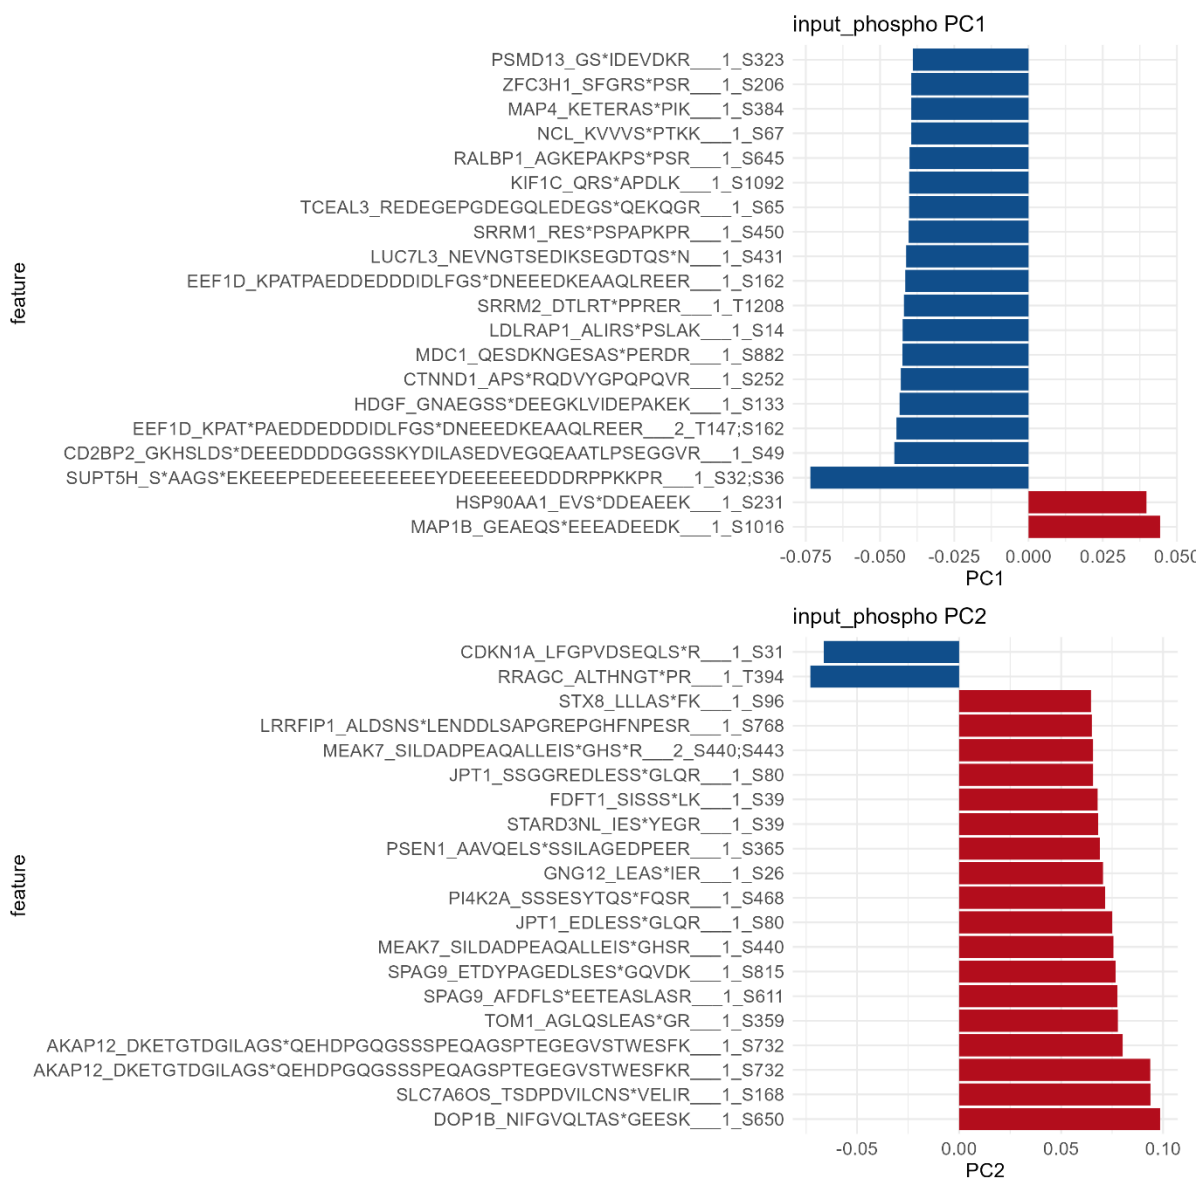 input_phospho PC1
PSMD13_GS*IDEVDKR___1_S323
ZFC3H1_SFGRS*PSR___1_S206
MAP4_KETERAS*PIK___1_S384
NCL_KVVVS*PTKK___1_S67
RALBP1_AGKEPAKPS*PSR___1_S645
KIF1C_QRS*APDLK___1_S1092
TCEAL3_REDEGEPGDEGQLEDEGS*QEKQGR___1_S65
SRRM1_RES*PSPAPKPR___1_S450
LUC7L3_NEVNGTSEDIKSEGDTQS*N___1_S431
EEF1D_KPATPAEDDEDDDIDLFGS*DNEEEDKEAAQLREER___1_S162
SRRM2_DTLRT*PPRER___1_T1208
LDLRAP1_ALIRS*PSLAK___1_S14
MDC1_QESDKNGESAS*PERDR___1_S882
CTNND1_APS*RQDVYGPQPQVR___1_S252
HDGF_GNAEGSS*DEEGKLVIDEPAKEK___1_S133
EEF1D_KPAT*PAEDDEDDDIDLFGS*DNEEEDKEAAQLREER___2_T147;S162
CD2BP2_GKHSLDS*DEEEDDDDGGSSKYDILASEDVEGQEAATLPSEGGVR___1_S49
SUPT5H_S*AAGS*EKEEEPEDEEEEEEEEEYDEEEEEEDDDRPPKKPR___1_S32;S36
HSP90AA1_EVS*DDEAEEK___1_S231
MAP1B_GEAEQS*EEEADEEDK___1_S1016
feature
-0.075 -0.050 -0.025 0.000 0.025 0.050
PC1
input_phospho PC2
CDKN1A_LFGPVDSEQLS*R___1_S31
RRAGC_ALTHNGT*PR___1_T394
STX8_LLLAS*FK___1_S96
LRRFIP1_ALDSNS*LENDDLSAPGREPGHFNPESR___1_S768
MEAK7_SILDADPEAQALLEIS*GHS*R___2_S440;S443
JPT1_SSGGREDLESS*GLQR___1_S80
FDFT1_SISSS*LK___1_S39
STARD3NL_IES*YEGR___1_S39
PSEN1_AAVQELS*SSILAGEDPEER___1_S365
GNG12_LEAS*IER___1_S26
PI4K2A_SSSESYTQS*FQSR___1_S468
JPT1_EDLESS*GLQR___1_S80
MEAK7_SILDADPEAQALLEIS*GHSR___1_S440
SPAG9_ETDYPAGEDLSES*GQVDK___1_S815
SPAG9_AFDFLS*EETEASLASR___1_S611
TOM1_AGLQSLEAS*GR___1_S359
AKAP12_DKETGTDGILAGS*QEHDPGQGSSSPEQAGSPTEGEGVSTWESFK___1_S732
AKAP12_DKETGTDGILAGS*QEHDPGQGSSSPEQAGSPTEGEGVSTWESFKR___1_S732
SLC7A6OS_TSDPDVILCNS*VELIR___1_S168
DOP1B_NIFGVQLTAS*GEESK___1_S650
feature
-0.05 0.00 0.05 0.10
PC2